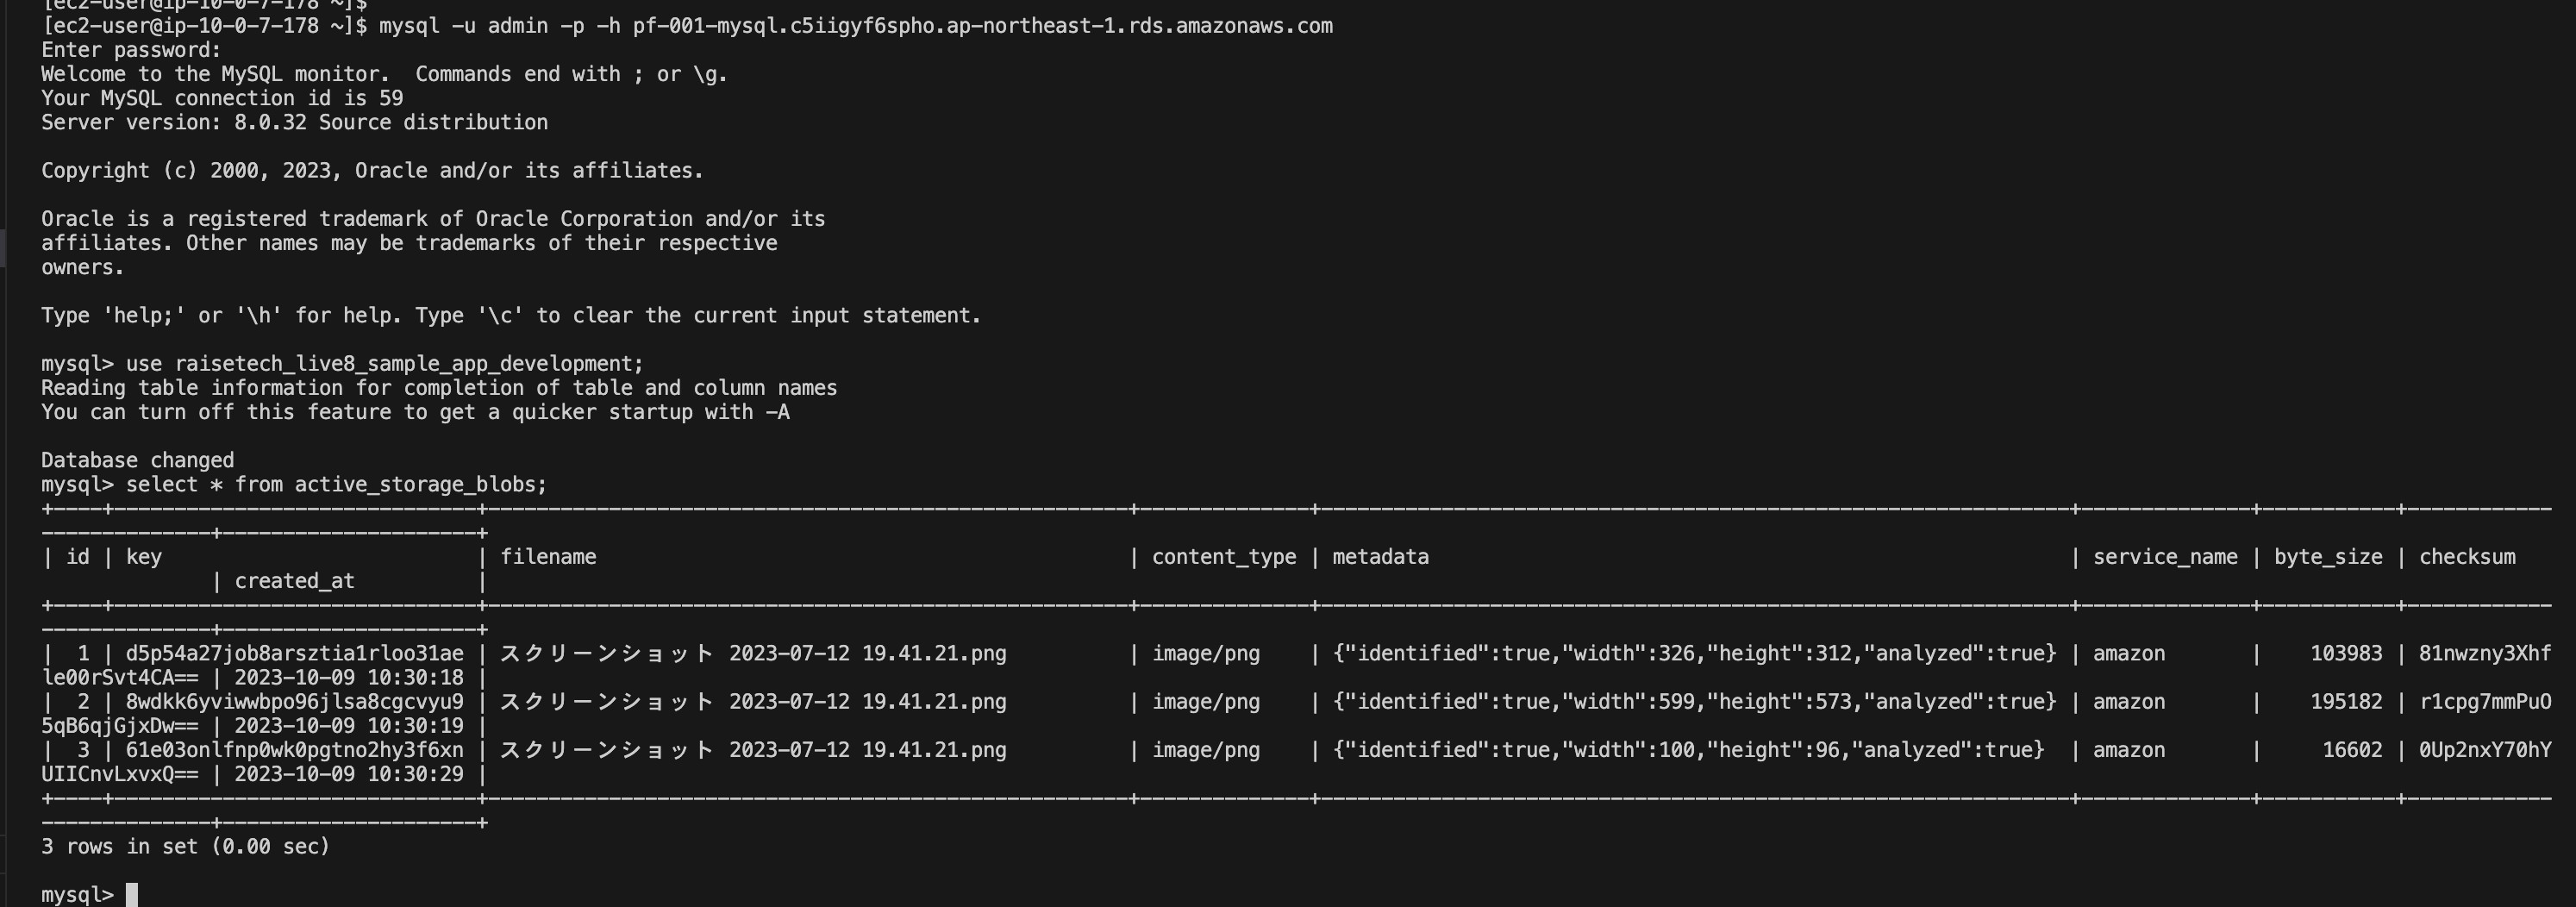 [ec2-user@ip-10-0-7-178 ~]$
[ec2-user@ip-10-0-7-178 ~]$ mysql -u admin -p -h pf-001-mysql.c5iigyf6spho.ap-northeast-1.rds.amazonaws.com
Enter password:
Welcome to the MySQL monitor.  Commands end with ; or \g.
Your MySQL connection id is 59
Server version: 8.0.32 Source distribution
Copyright (c) 2000, 2023, Oracle and/or its affiliates.
Oracle is a registered trademark of Oracle Corporation and/or its
affiliates. Other names may be trademarks of their respective
owners.
Type 'help;' or '\h' for help. Type '\c' to clear the current input statement.
mysql> use raisetech_live8_sample_app_development;
Reading table information for completion of table and column names
You can turn off this feature to get a quicker startup with -A
Database changed
mysql> select * from active_storage_blobs;
| id | key | filename | content_type | metadata | service_name | byte_size | checksum
| created_at |
| 1 | d5p54a27job8arsztia1rloo31ae | スクリーンショット 2023-07-12 19.41.21.png | image/png | {"identified":true,"width":326,"height":312,"analyzed":true} | amazon | 103983 | 81nwzny3Xhf
le00rSvt4CA== | 2023-10-09 10:30:18 |
| 2 | 8wdkk6yviwwbpo96jlsa8cgcvyu9 | スクリーンショット 2023-07-12 19.41.21.png | image/png | {"identified":true,"width":599,"height":573,"analyzed":true} | amazon | 195182 | r1cpg7mmPuO
5qB6qjGjxDw== | 2023-10-09 10:30:19 |
| 3 | 61e03onlfnp0wk0pgtno2hy3f6xn | スクリーンショット 2023-07-12 19.41.21.png | image/png | {"identified":true,"width":100,"height":96,"analyzed":true} | amazon | 16602 | 0Up2nxY70hY
UIICnvLxvxQ== | 2023-10-09 10:30:29 |
3 rows in set (0.00 sec)
mysql>